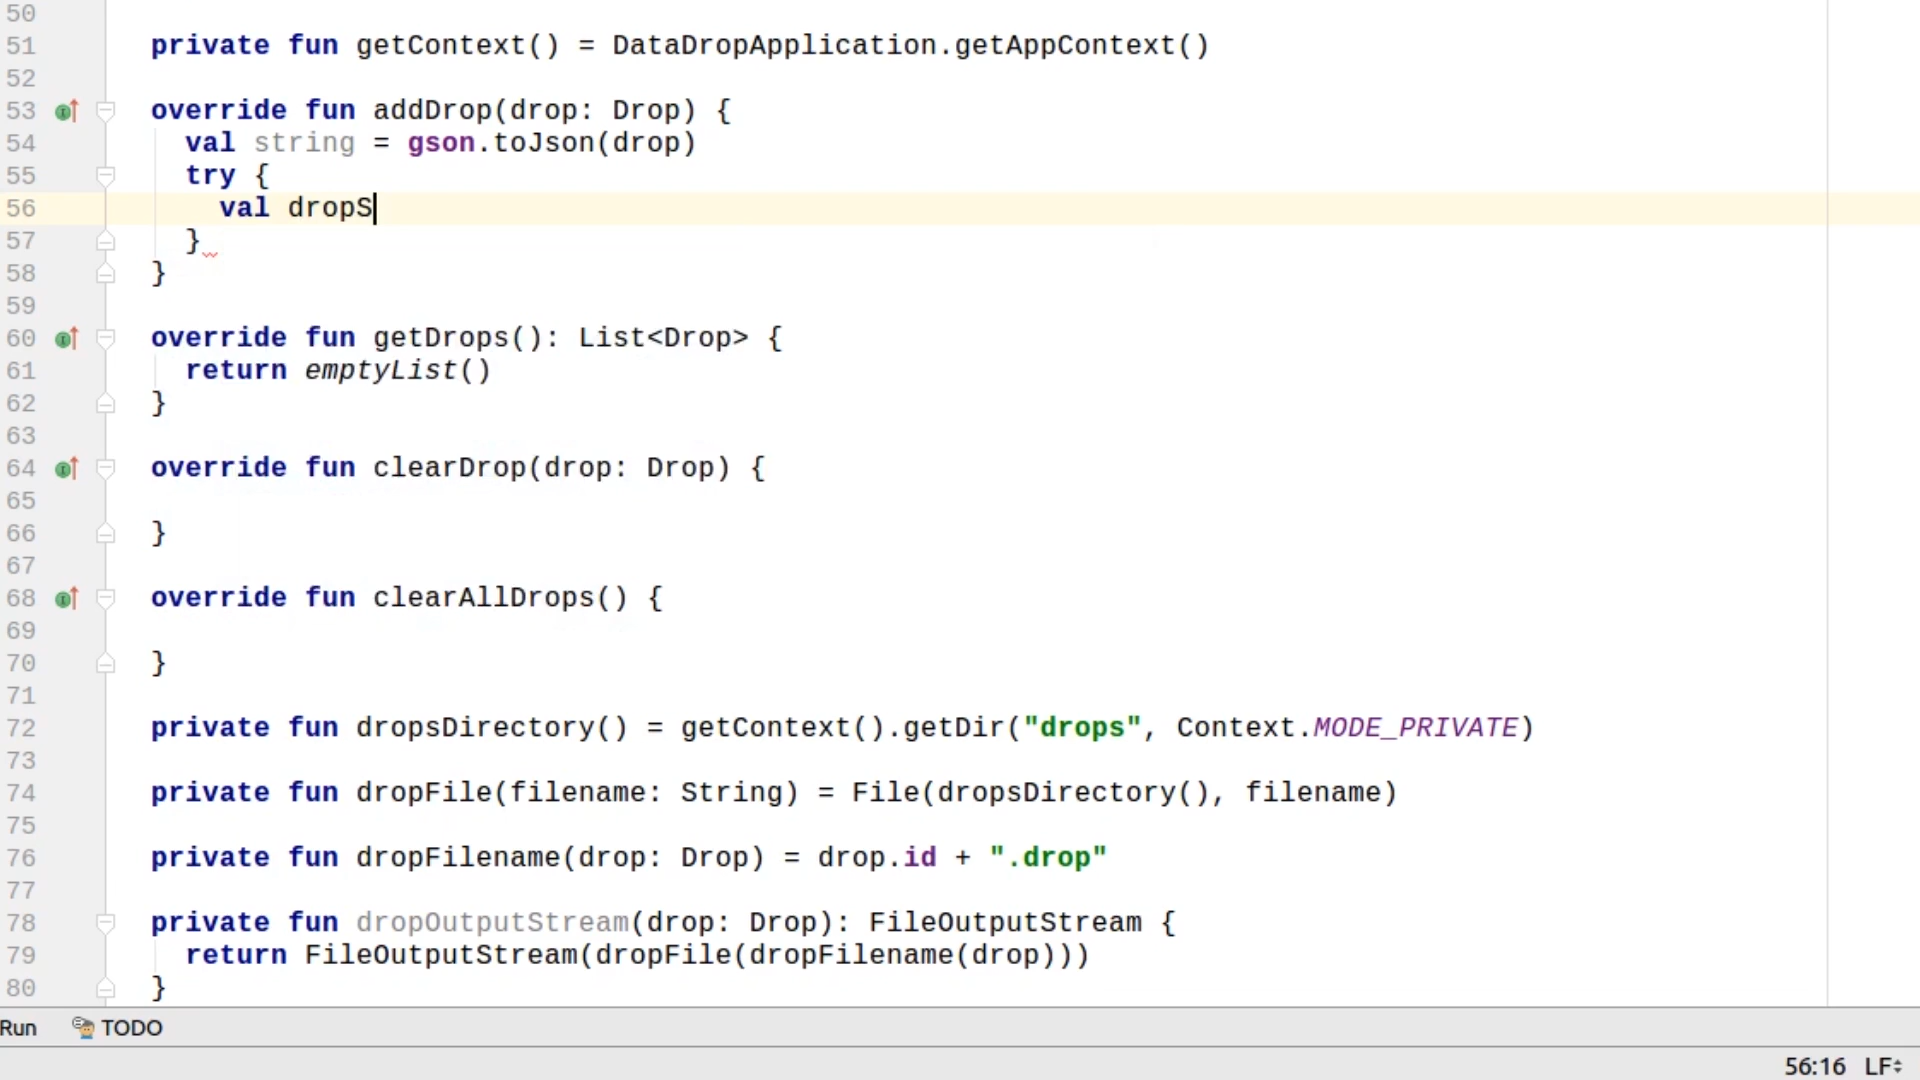 50
51 private fun getContext() = DataDropApplication.getAppContext()
52
53 override fun addDrop(drop: Drop) {
54 val string = gson.toJson(drop)
55 try {
56 val dropS
57 }
58 }
59
60 override fun getDrops(): List<Drop> {
61 return emptyList()
62 }
63
64 override fun clearDrop(drop: Drop) {
65
66 }
67
68 override fun clearAllDrops() {
69
70 }
71
72 private fun dropsDirectory() = getContext().getDir("drops", Context.MODE_PRIVATE)
73
74 private fun dropFile(filename: String) = File(dropsDirectory(), filename)
75
76 private fun dropFilename(drop: Drop) = drop.id + ".drop"
77
78 private fun dropOutputStream(drop: Drop): FileOutputStream {
79 return FileOutputStream(dropFile(dropFilename(drop)))
80 }
Run TODO
56:16 LF